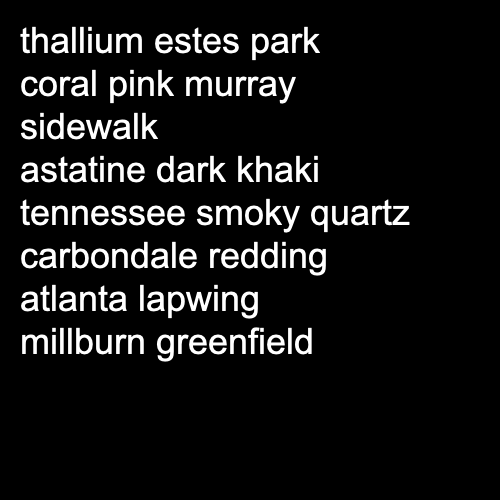 thallium estes park
coral pink murray
sidewalk
astatine dark khaki
tennessee smoky quartz
carbondale redding
atlanta lapwing
millburn greenfield